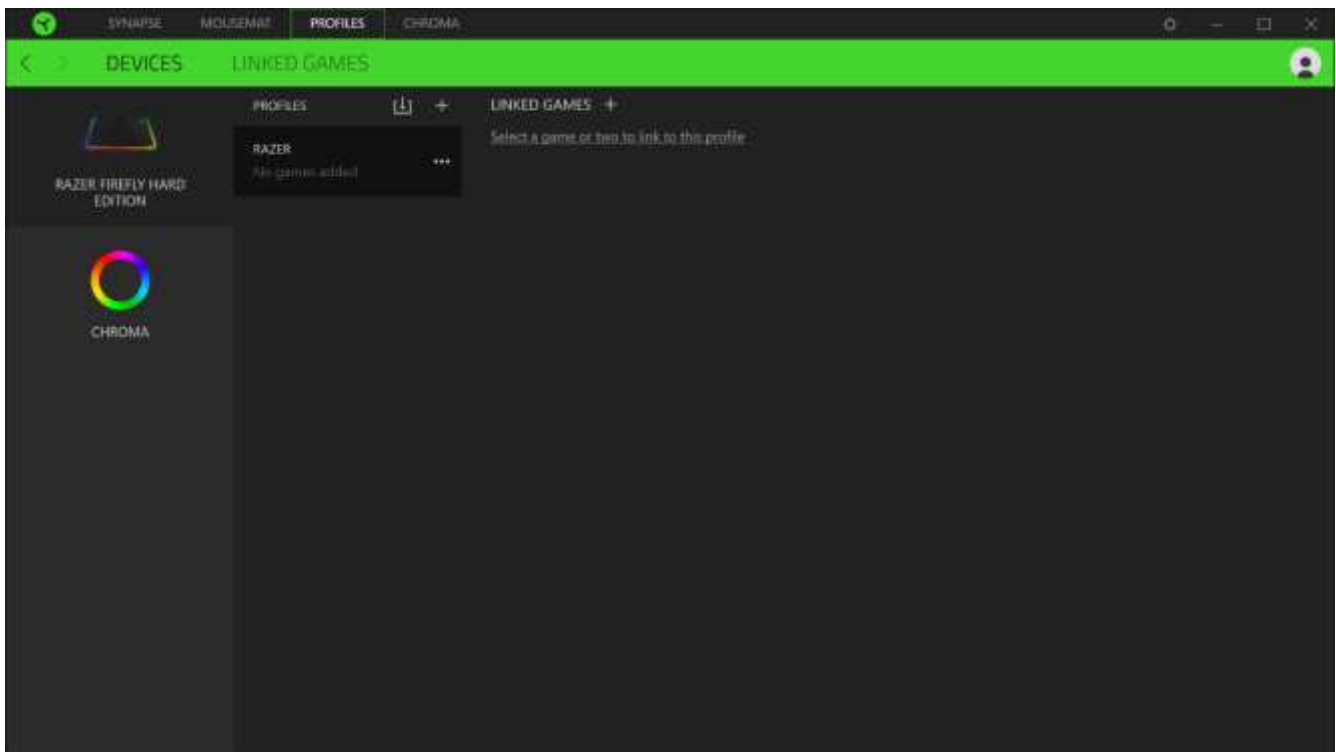 SYNAPSE MOUSEMAT PROFILES CHROMA
DEVICES LINKED GAMES
PROFILES
LINKED GAMES +
Select a game or two to link to this profile
RAZER
No games added
RAZER FIREFLY HARD
EDITION
CHROMA